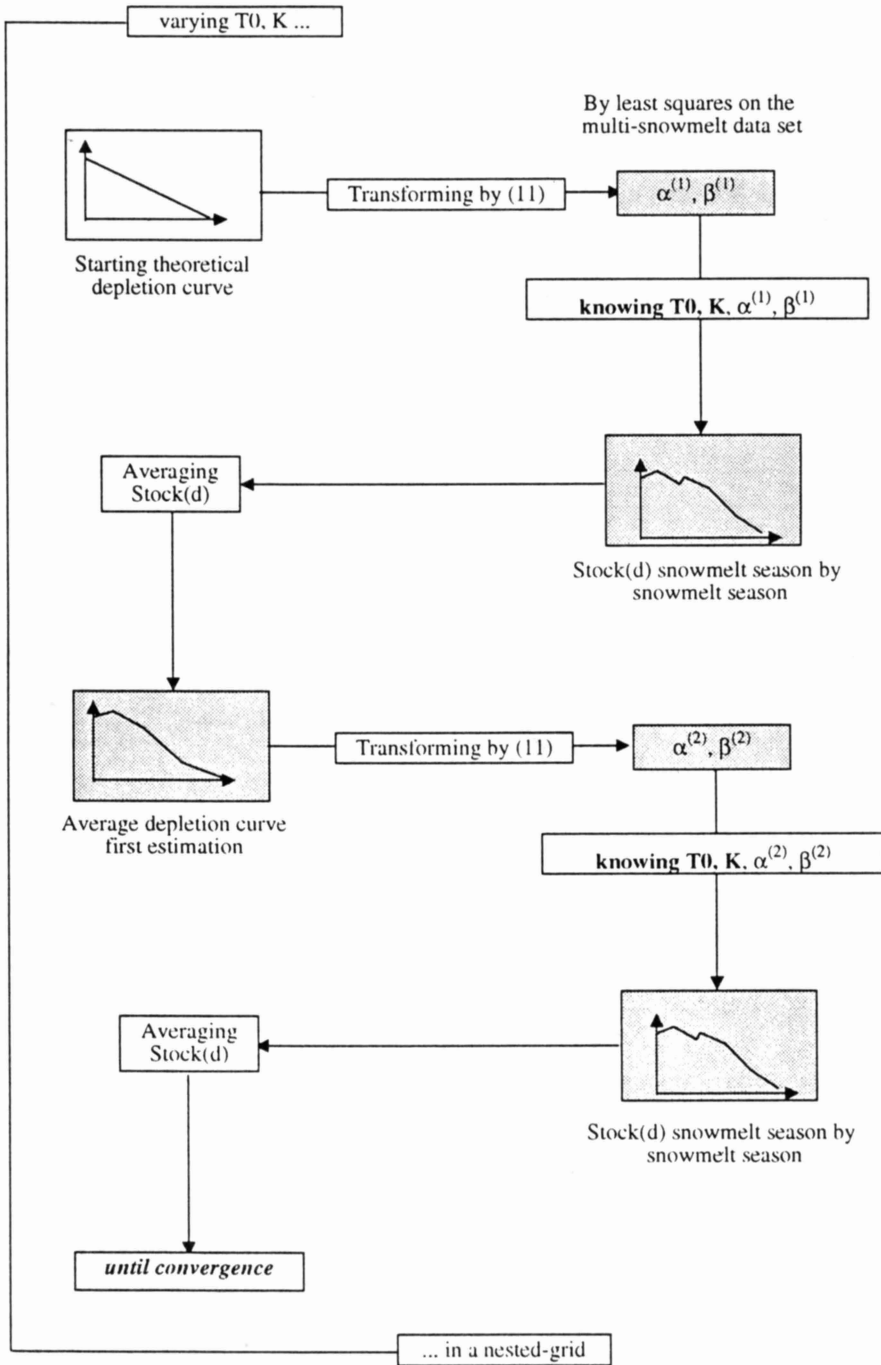 varying T0, K ...
By least squares on the
multi-snowmelt data set
Transforming by (11)
α⁽¹⁾, β⁽¹⁾
Starting theoretical
depletion curve
knowing T0, K, α⁽¹⁾, β⁽¹⁾
Averaging
Stock(d)
Stock(d) snowmelt season by
snowmelt season
Transforming by (11)
α⁽²⁾, β⁽²⁾
Average depletion curve
first estimation
knowing T0, K, α⁽²⁾, β⁽²⁾
Averaging
Stock(d)
Stock(d) snowmelt season by
snowmelt season
until convergence
... in a nested-grid